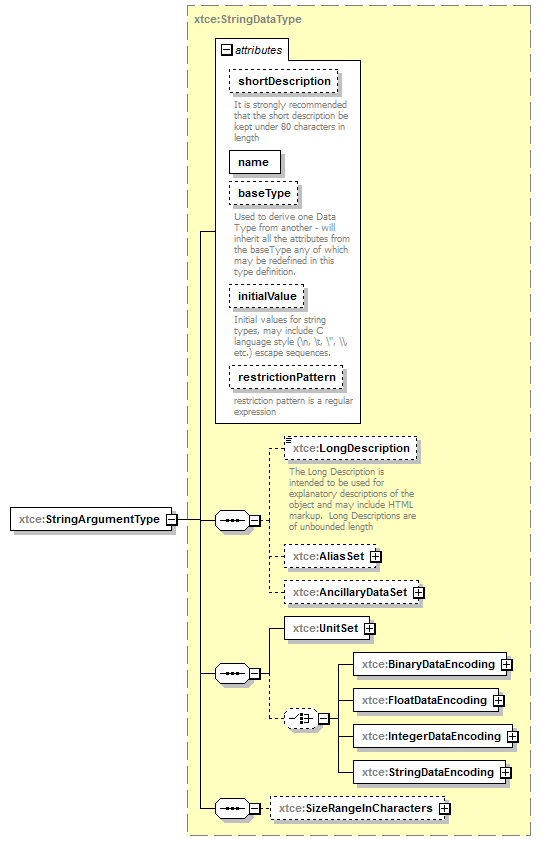 xtce:StringDataType
attributes
shortDescription
It is strongly recommended
that the short description be
kept under 80 characters in
length
name
baseType
Used to derive one Data
Type from another - will
inherit all the attributes from
the baseType any of which
may be redefined in this
type definition.
initialValue
Initial values for string
types, may include C
language style (\n, \t, \", \\,
etc.) escape sequences.
restrictionPattern
restriction pattern is a regular
expression
xtce:LongDescription
The Long Description is
intended to be used for
explanatory descriptions of the
object and may include HTML
markup.  Long Descriptions are
of unbounded length
xtce:StringArgumentType
xtce:AliasSet
xtce:AncillaryDataSet
xtce:UnitSet
xtce:BinaryDataEncoding
xtce:FloatDataEncoding
xtce:IntegerDataEncoding
xtce:StringDataEncoding
xtce:SizeRangeInCharacters